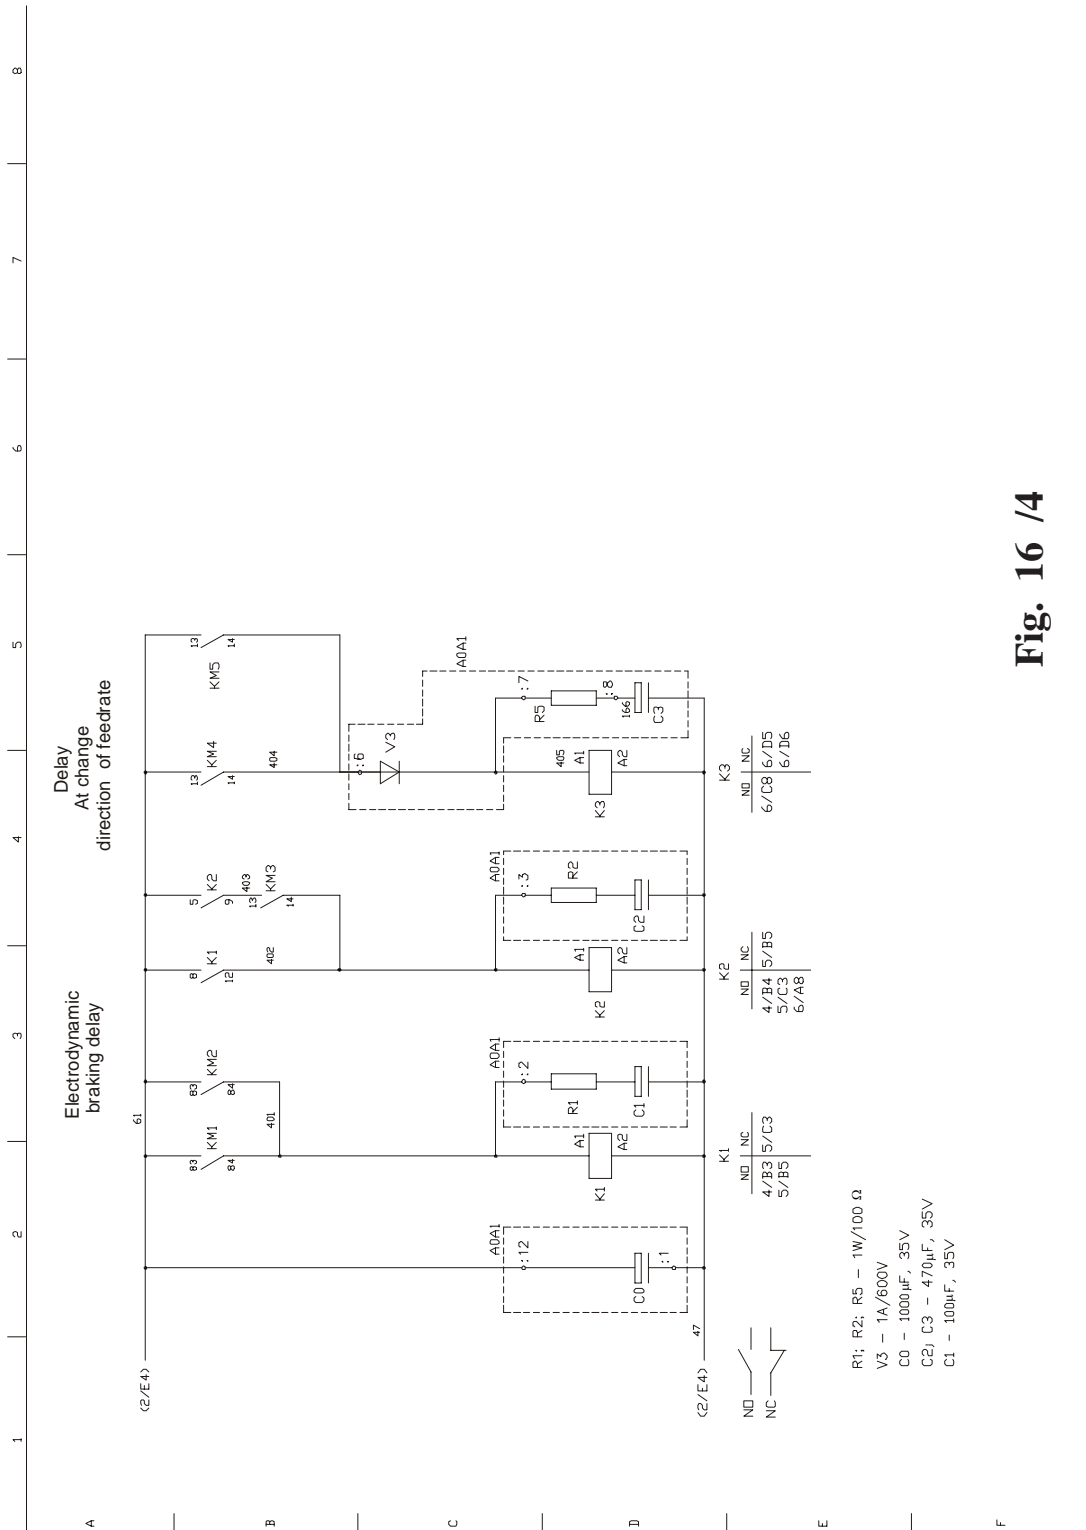 1
2
3
4
5
6
7
8
A
B
C
D
E
F
Electrodynamic
braking delay
Delay
At change
direction of feedrate
(2/E4)
61
83
KM1
84
83
KM2
84
401
8
K1
12
402
5
K2
9
403
13
KM3
14
13
KM4
14
404
13
KM5
14
:6
V3
A0A1
A0A1
:12
C0
:1
K1
A1
A2
A0A1
:2
R1
C1
K2
A1
A2
A0A1
:3
R2
C2
K3
405
A1
A2
:7
R5
:8
166
C3
(2/E4)
47
NO
NC
K1
NO NC
4/B3 5/C3
5/B5
K2
NO NC
4/B4 5/B5
5/C3
6/A8
K3
NO NC
6/C8 6/D5
6/D6
R1; R2; R5 - 1W/100 Ω
V3 - 1A/600V
C0 - 1000µF, 35V
C2; C3 - 470µF, 35V
C1 - 100µF, 35V
Fig. 16 /4